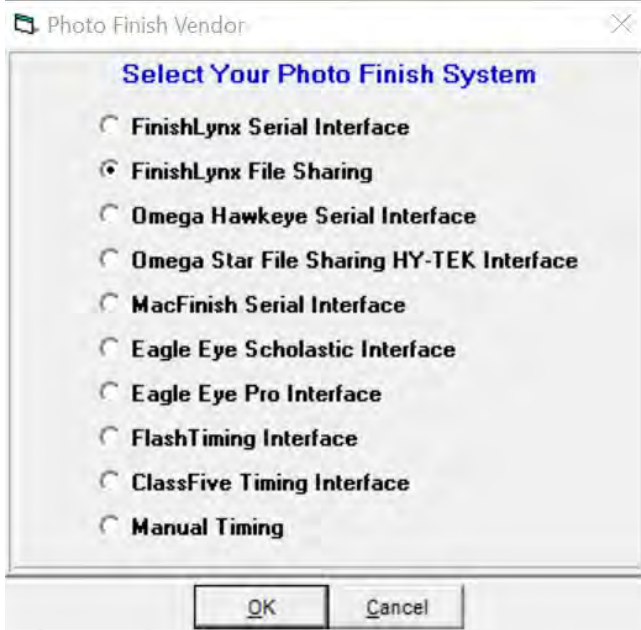 Photo Finish Vendor
Select Your Photo Finish System
FinishLynx Serial Interface
FinishLynx File Sharing
Omega Hawkeye Serial Interface
Omega Star File Sharing HY-TEK Interface
MacFinish Serial Interface
Eagle Eye Scholastic Interface
Eagle Eye Pro Interface
FlashTiming Interface
ClassFive Timing Interface
Manual Timing
OK Cancel